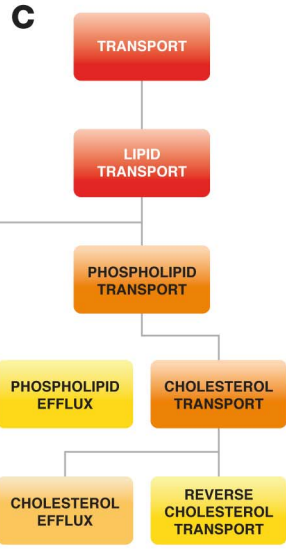 C
TRANSPORT
LIPID
TRANSPORT
PHOSPHOLIPID
TRANSPORT
PHOSPHOLIPID
EFFLUX
CHOLESTEROL
TRANSPORT
CHOLESTEROL
EFFLUX
REVERSE
CHOLESTEROL
TRANSPORT